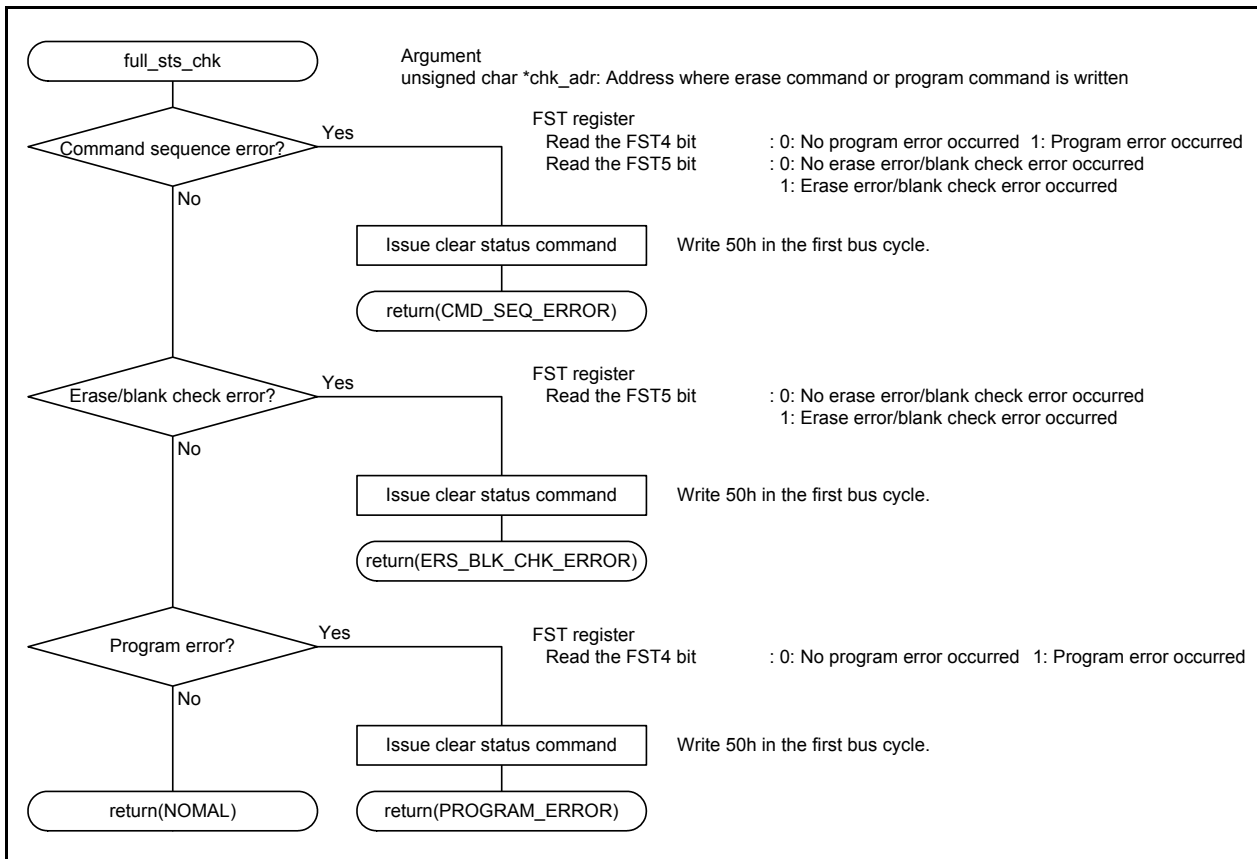 full_sts_chk
Argument
unsigned char *chk_adr: Address where erase command or program command is written
Command sequence error?
Yes
No
FST register
Read the FST4 bit : 0: No program error occurred 1: Program error occurred
Read the FST5 bit : 0: No erase error/blank check error occurred
1: Erase error/blank check error occurred
Issue clear status command
Write 50h in the first bus cycle.
return(CMD_SEQ_ERROR)
Erase/blank check error?
Yes
No
FST register
Read the FST5 bit : 0: No erase error/blank check error occurred
1: Erase error/blank check error occurred
Issue clear status command
Write 50h in the first bus cycle.
return(ERS_BLK_CHK_ERROR)
Program error?
Yes
No
FST register
Read the FST4 bit : 0: No program error occurred 1: Program error occurred
Issue clear status command
Write 50h in the first bus cycle.
return(NOMAL)
return(PROGRAM_ERROR)